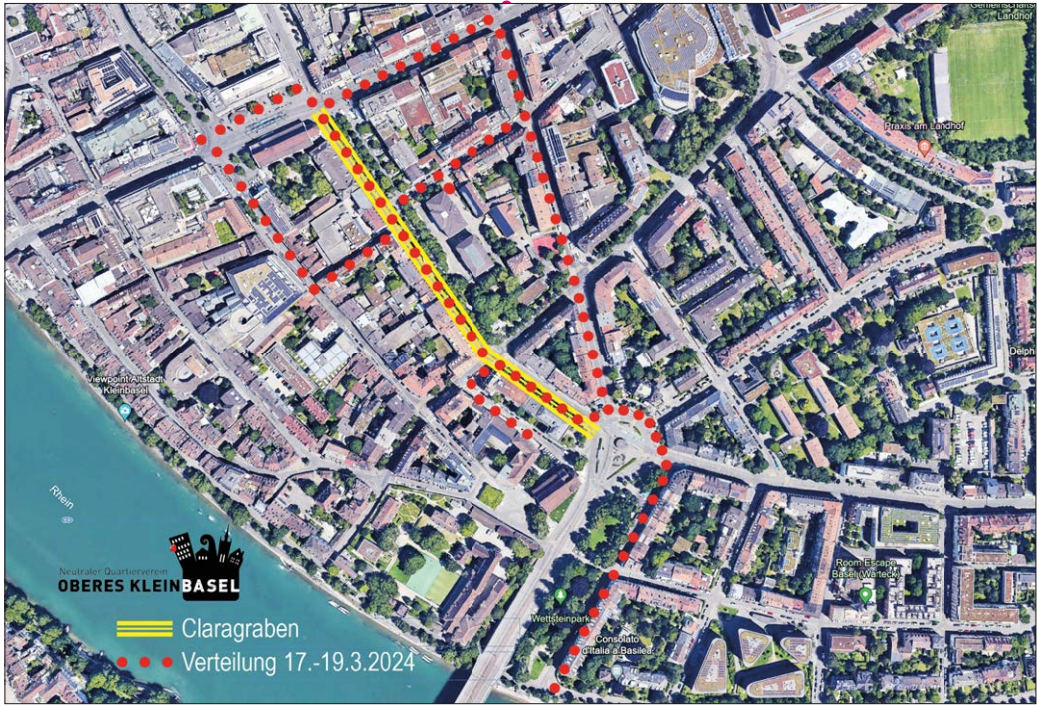 Gemeinschafts
Landhof
Praxis am Landhof
Delph
Viewpoint Altstadt
Kleinbasel
Rhein
Room Escape
Basel (Warteck)
Wettsteinpark
Consolato
d'Italia a Basilea
Neutraler Quartierverein
OBERES KLEINBASEL
Claragraben
Verteilung 17.-19.3.2024